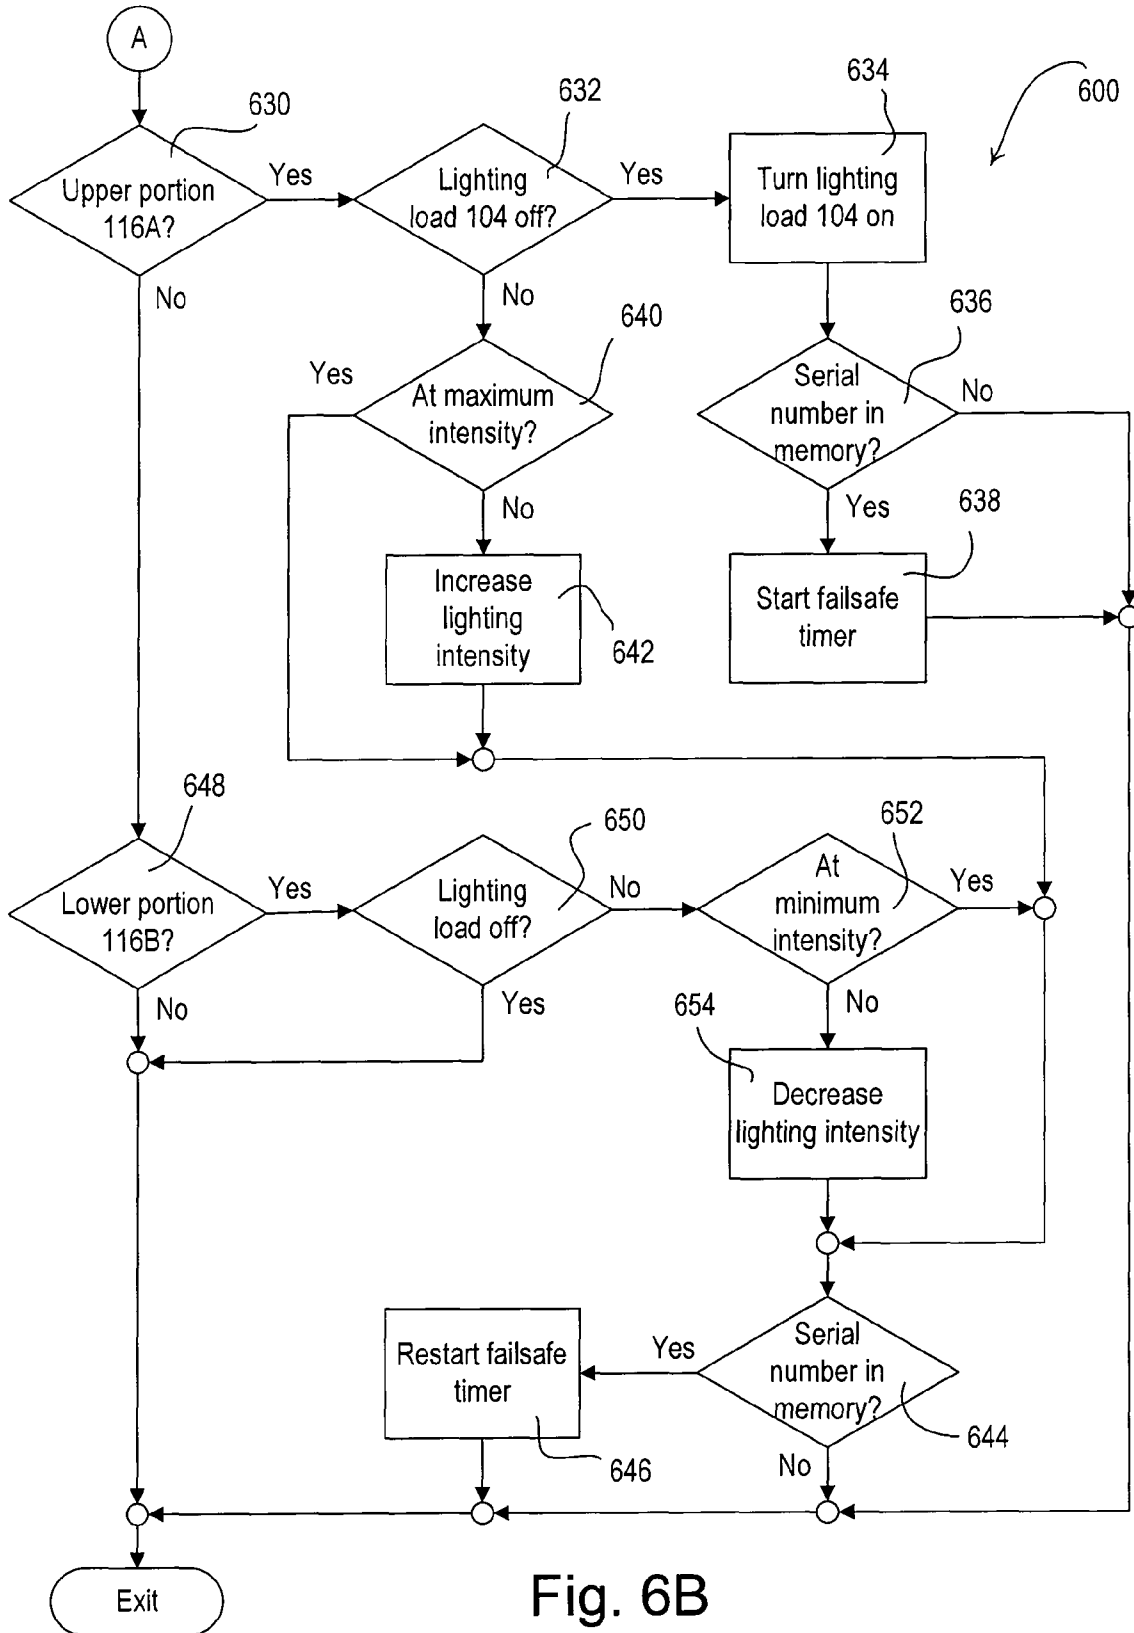 A
630
Upper portion
116A?
Yes
No
632
Lighting
load 104 off?
Yes
No
634
Turn lighting
load 104 on
600
636
Serial
number in
memory?
No
Yes
640
At maximum
intensity?
Yes
No
638
Start failsafe
timer
Increase
lighting
intensity
642
648
Lower portion
116B?
Yes
No
650
Lighting
load off?
No
Yes
652
At
minimum
intensity?
Yes
No
654
Decrease
lighting intensity
Serial
number in
memory?
644
Yes
No
Restart failsafe
timer
646
Exit
Fig. 6B